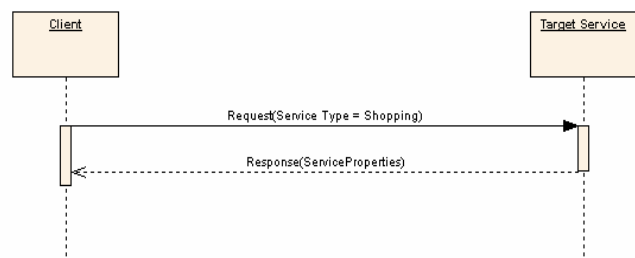 Client
Target Service
Request(Service Type = Shopping)
Response(ServiceProperties)